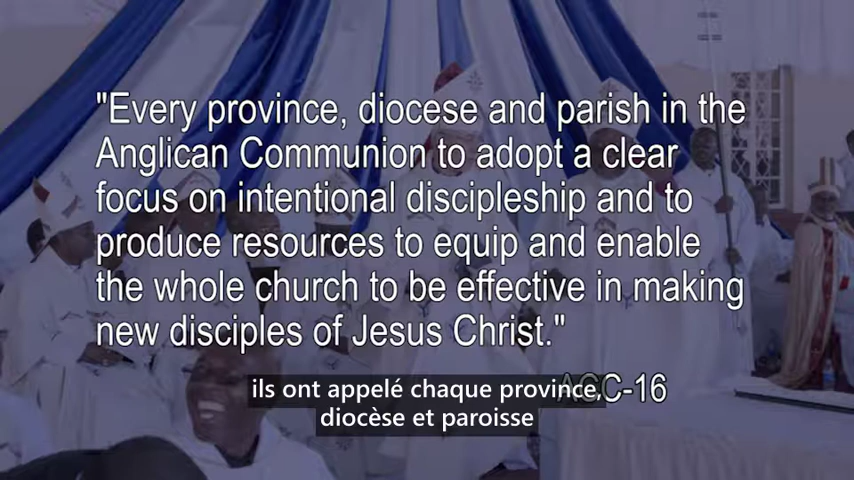 "Every province, diocese and parish in the
Anglican Communion to adopt a clear
focus on intentional discipleship and to
produce resources to equip and enable
the whole church to be effective in making
new disciples of Jesus Christ."
ACC-16
ils ont appelé chaque province,
diocèse et paroisse